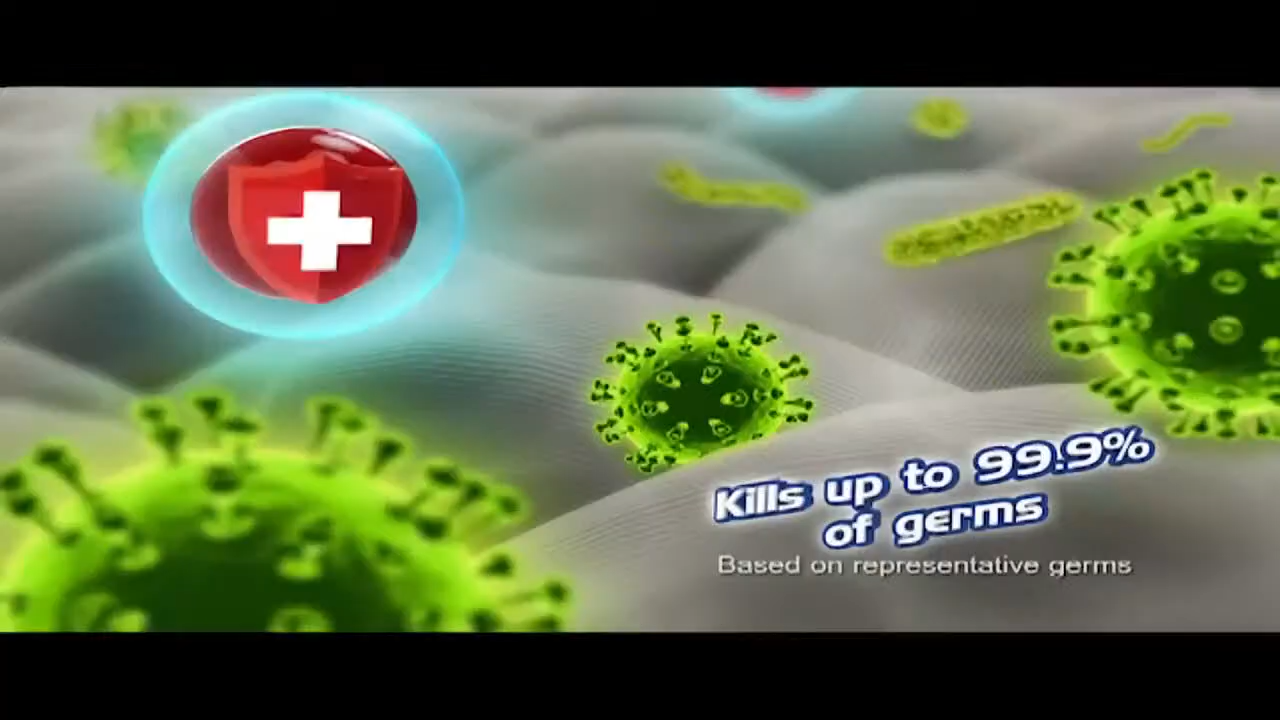 Kills up to 99.9%
of germs
Based on representative germs